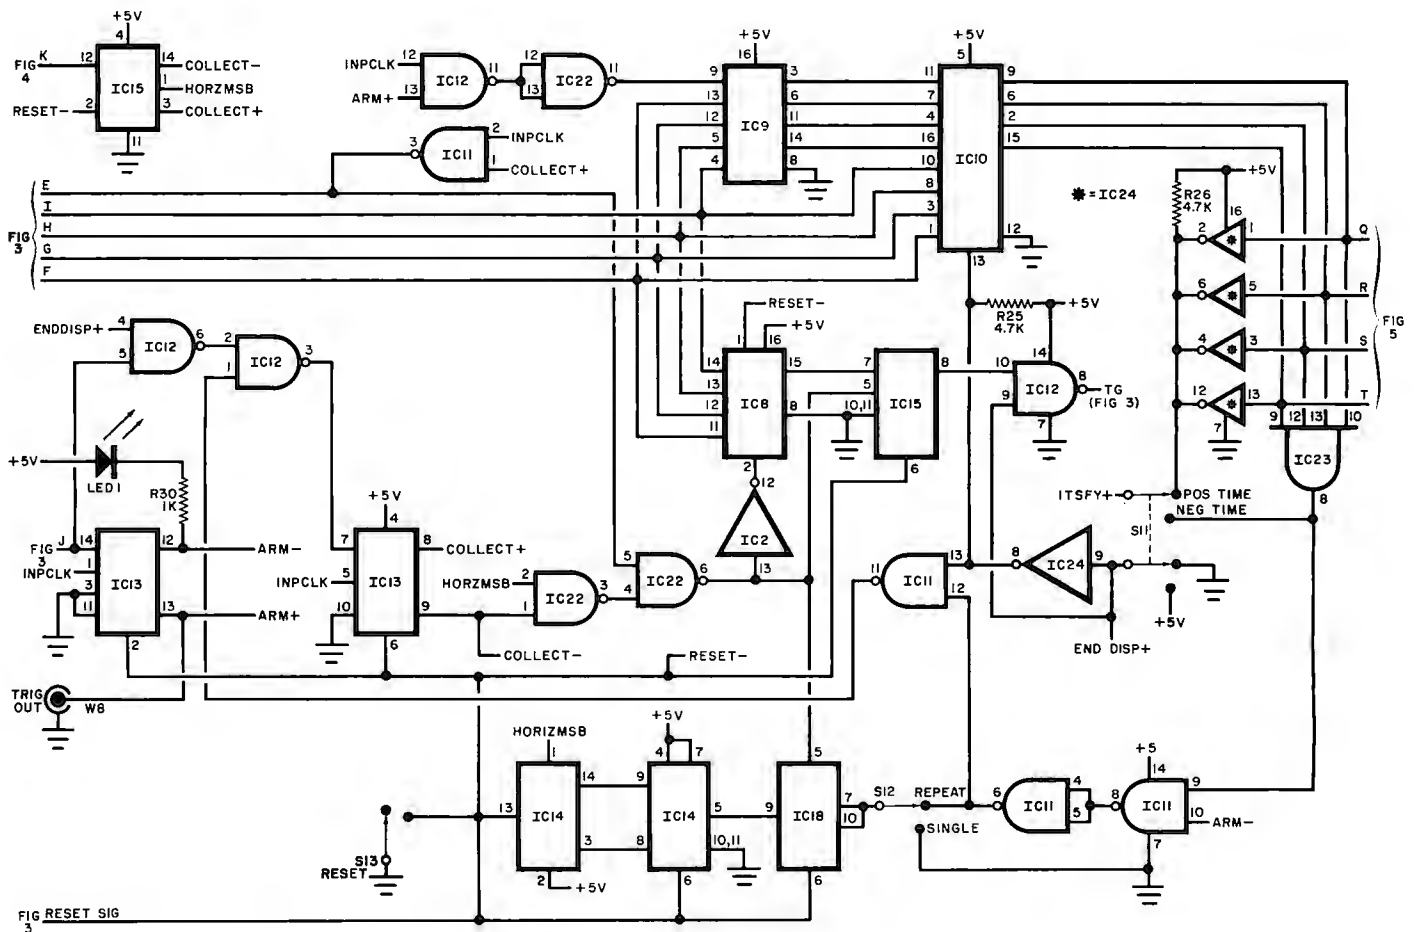 +5V
4
K
FIG 4
12
14
COLLECT-
IC15
1
HORZMSB
RESET-
2
3
COLLECT+
11
INPCLK
12
IC12
11
ARM+
13
12
13
IC22
11
3
IC11
2
INPCLK
1
COLLECT+
+5V
16
9
13
12
5
4
IC9
3
6
11
14
8
+5V
5
11
7
4
16
10
8
3
1
IC10
9
6
2
15
12
13
✱=IC24
FIG 3
E
I
H
G
F
R26
4.7K
+5V
16
2
1
Q
6
5
R
4
3
S
12
13
T
7
FIG 5
9
12
13
10
IC23
8
ENDDISP+
4
5
IC12
6
2
1
IC12
3
+5V
LED1
R30
1K
RESET-
+5V
1
16
14
13
12
11
IC8
15
8
2
12
IC2
13
7
5
10,11
IC15
8
6
R25
4.7K
+5V
14
10
9
IC12
8
7
TG
(FIG 3)
ITSFY+
POS TIME
NEG TIME
S11
+5V
END DISP+
8
IC24
9
FIG 3
J
14
INPCLK
1
3
11
IC13
12
ARM-
13
ARM+
2
+5V
4
7
INPCLK
5
10
IC13
8
COLLECT+
9
6
COLLECT-
HORZMSB
2
1
IC22
3
5
4
IC22
6
RESET-
11
IC11
13
12
TRIG OUT
W8
HORIZMSB
1
13
IC14
14
3
2
+5V
+5V
4
7
9
8
IC14
5
10,11
6
5
9
IC18
7
10
6
S12
REPEAT
SINGLE
6
IC11
4
5
8
+5
14
IC11
9
10
ARM-
7
S13
RESET
FIG 3
RESET SIG